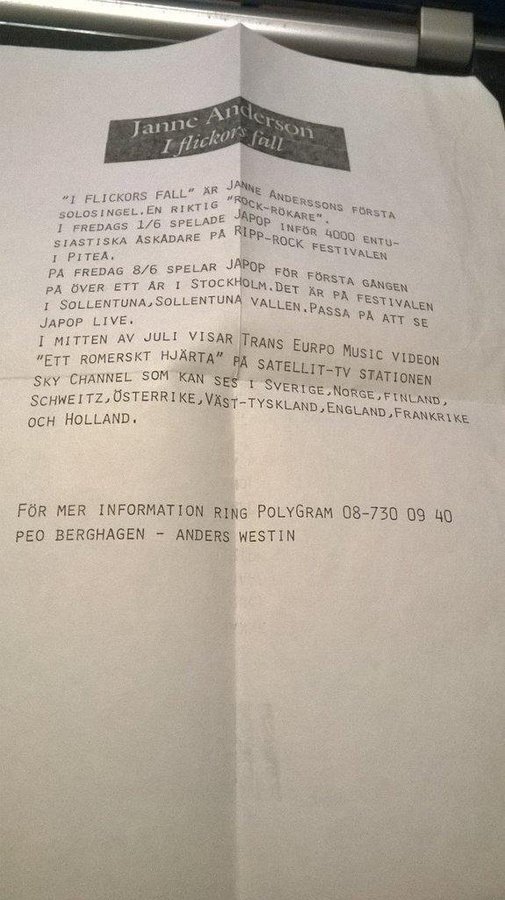 Janne Anderson
I flickors fall
"I FLICKORS FALL" ÄR JANNE ANDERSSONS FÖRSTA
SOLOSINGEL.EN RIKTIG "ROCK-RÖKARE".
I FREDAGS 1/6 SPELADE JAPOP INFÖR 4000 ENTU-
SIASTISKA ÅSKÅDARE PÅ RIPP-ROCK FESTIVALEN
I PITEÅ.
PÅ FREDAG 8/6 SPELAR JAPOP FÖR FÖRSTA GÅNGEN
PÅ ÖVER ETT ÅR I STOCKHOLM.DET ÄR PÅ FESTIVALEN
I SOLLENTUNA,SOLLENTUNA VALLEN.PASSA PÅ ATT SE
JAPOP LIVE.
I MITTEN AV JULI VISAR TRANS EURPO MUSIC VIDEON
"ETT ROMERSKT HJÄRTA" PÅ SATELLIT-TV STATIONEN
SKY CHANNEL SOM KAN SES I SVERIGE,NORGE,FINLAND,
SCHWEITZ,ÖSTERRIKE,VÄST-TYSKLAND,ENGLAND,FRANKRIKE
OCH HOLLAND.
FÖR MER INFORMATION RING POLYGRAM 08-730 09 40
PEO BERGHAGEN - ANDERS WESTIN